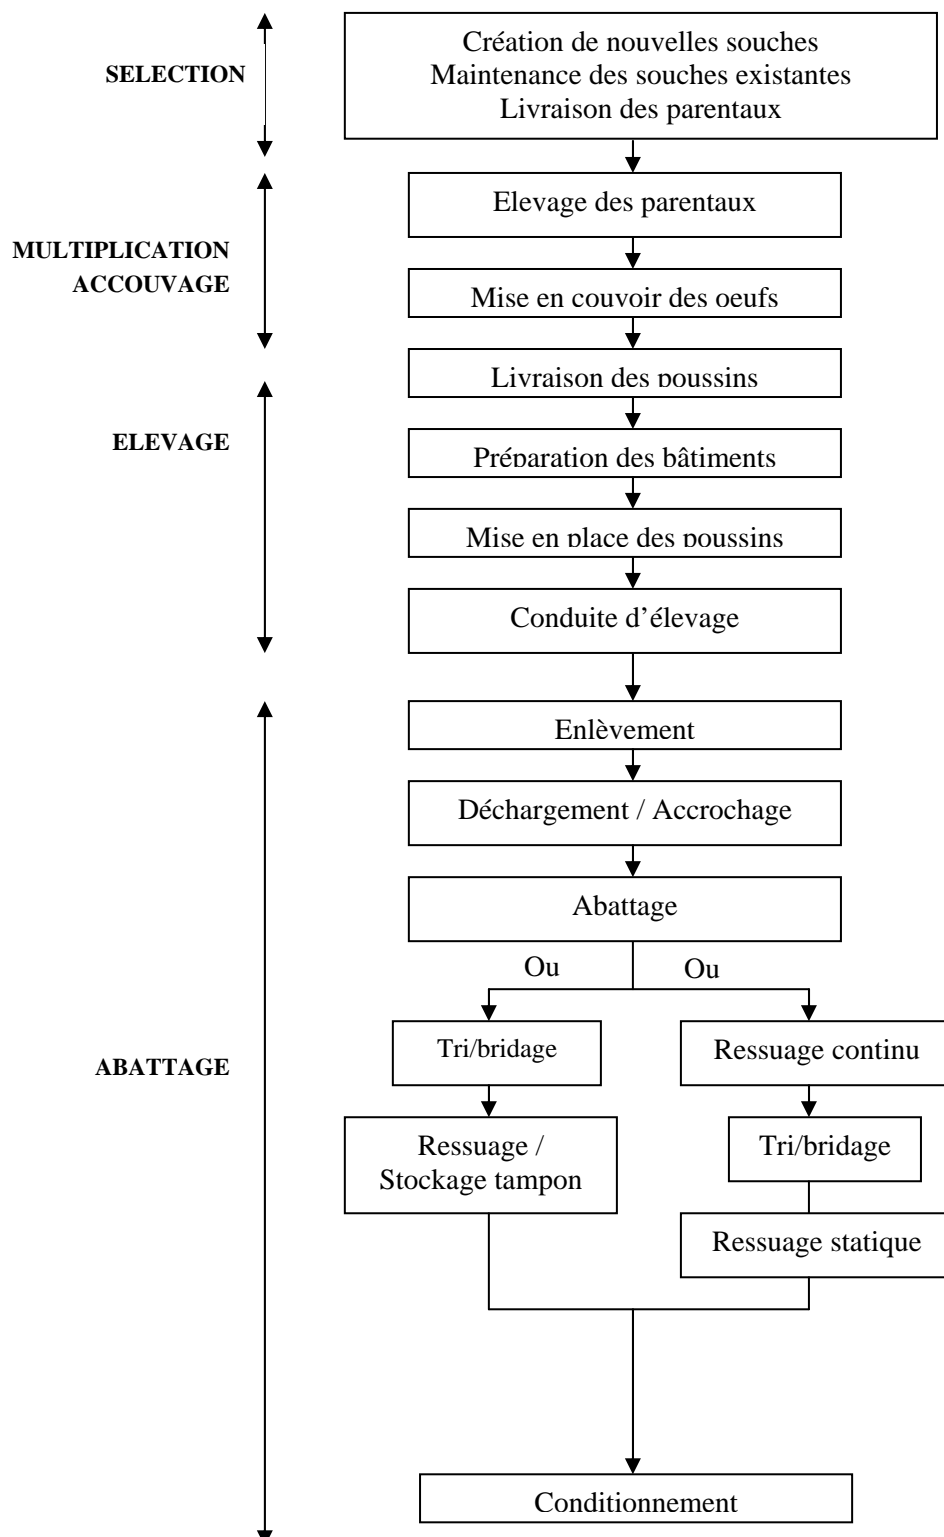 SELECTION
Création de nouvelles souches
Maintenance des souches existantes
Livraison des parentaux
MULTIPLICATION
ACCOUVAGE
Elevage des parentaux
Mise en couvoir des oeufs
Livraison des poussins
ELEVAGE
Préparation des bâtiments
Mise en place des poussins
Conduite d’élevage
Enlèvement
Déchargement / Accrochage
Abattage
Ou Ou
ABATTAGE
Tri/bridage
Ressuage continu
Ressuage /
Stockage tampon
Tri/bridage
Ressuage statique
Conditionnement